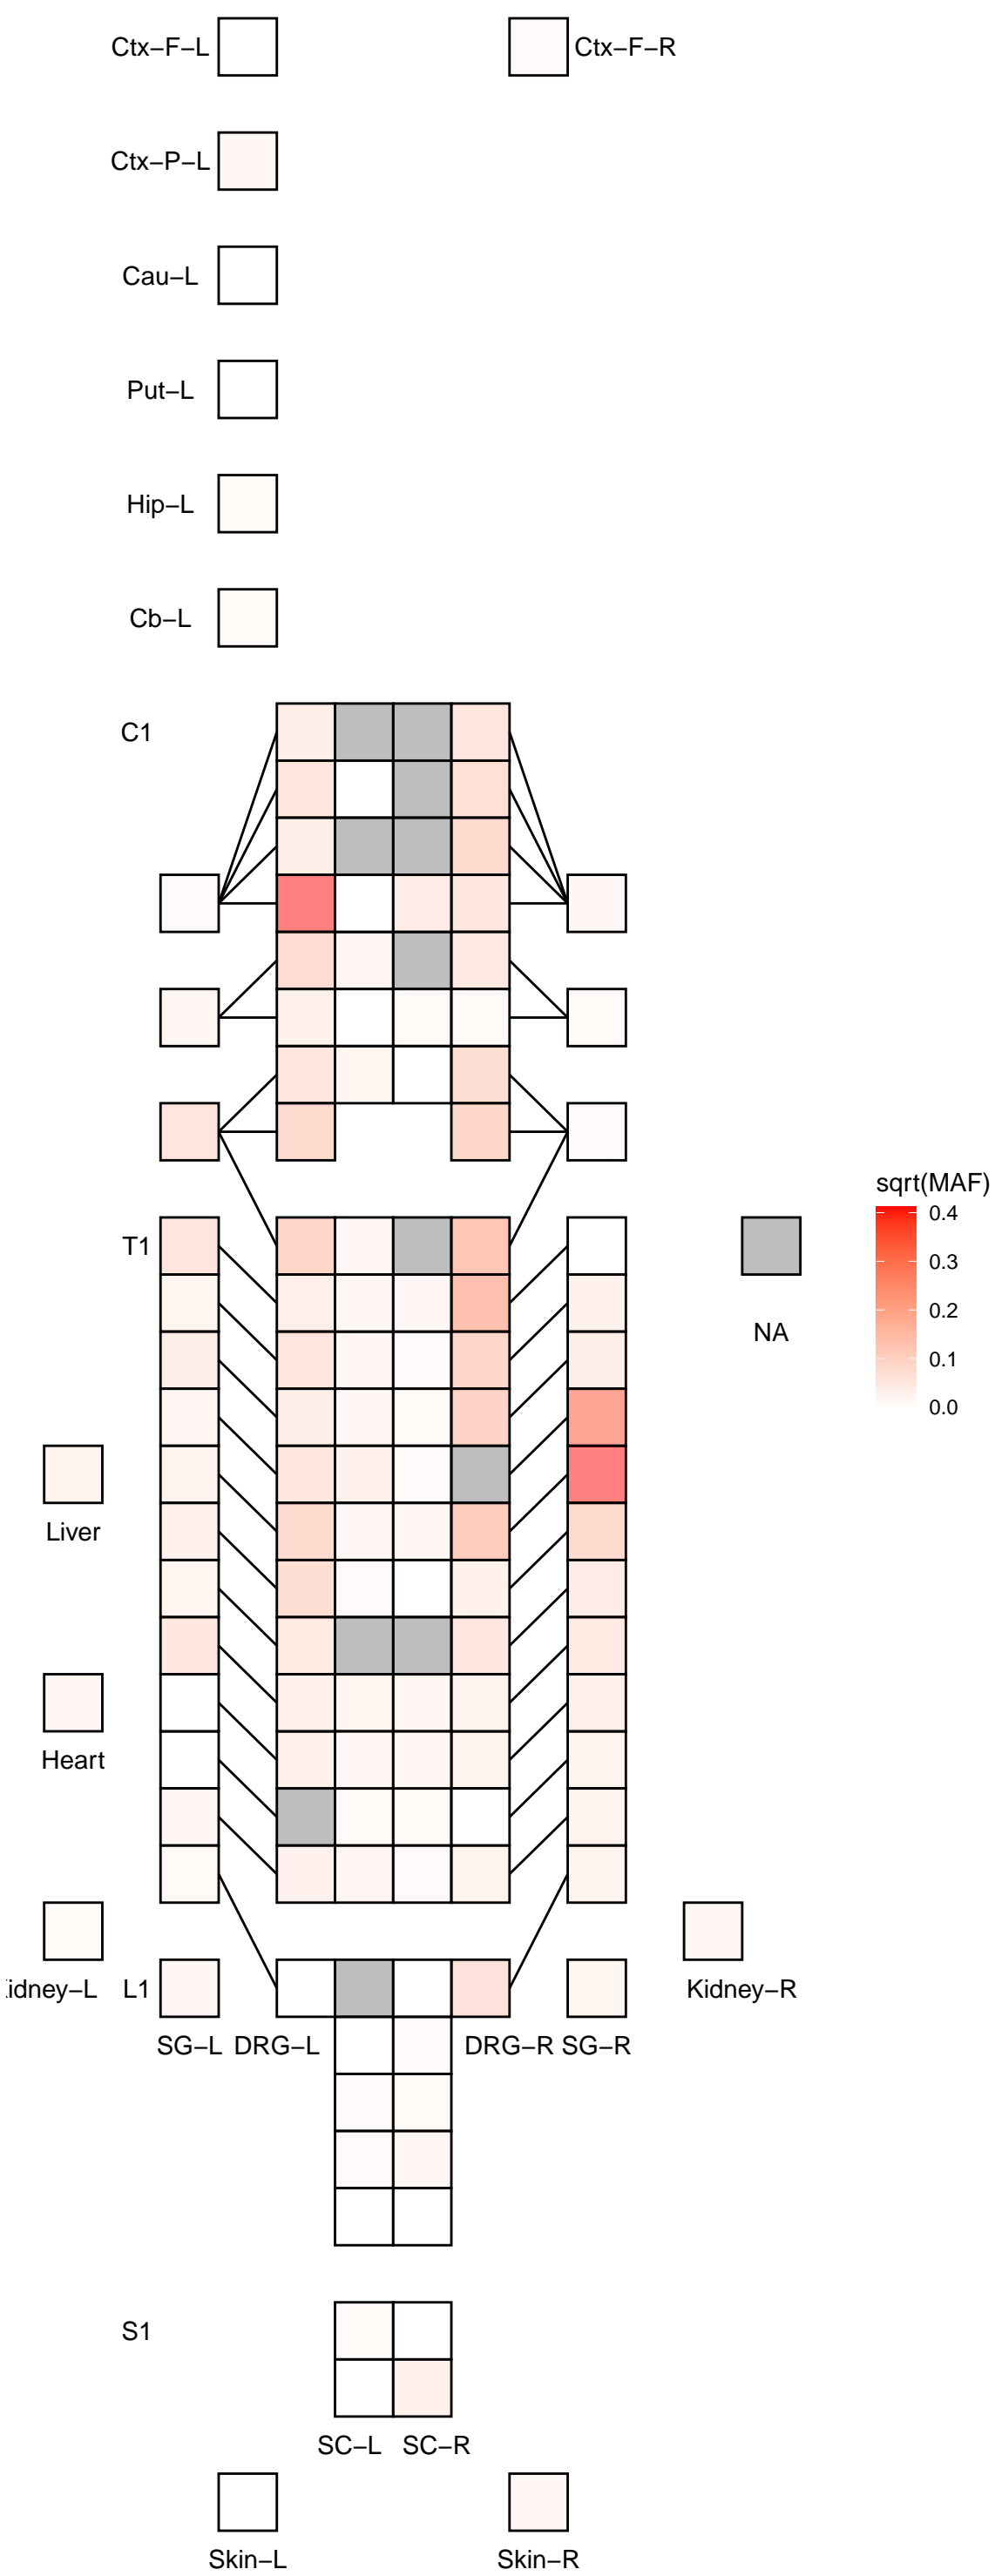 Ctx−F−L
Ctx−F−R
Ctx−P−L
Cau−L
Put−L
Hip−L
Cb−L
C1
sqrt(MAF)
0.4
0.3
0.2
0.1
0.0
T1
NA
Liver
Heart
idney−L
L1
Kidney−R
SG−L DRG−L DRG−R SG−R
S1
SC−L SC−R
Skin−L Skin−R